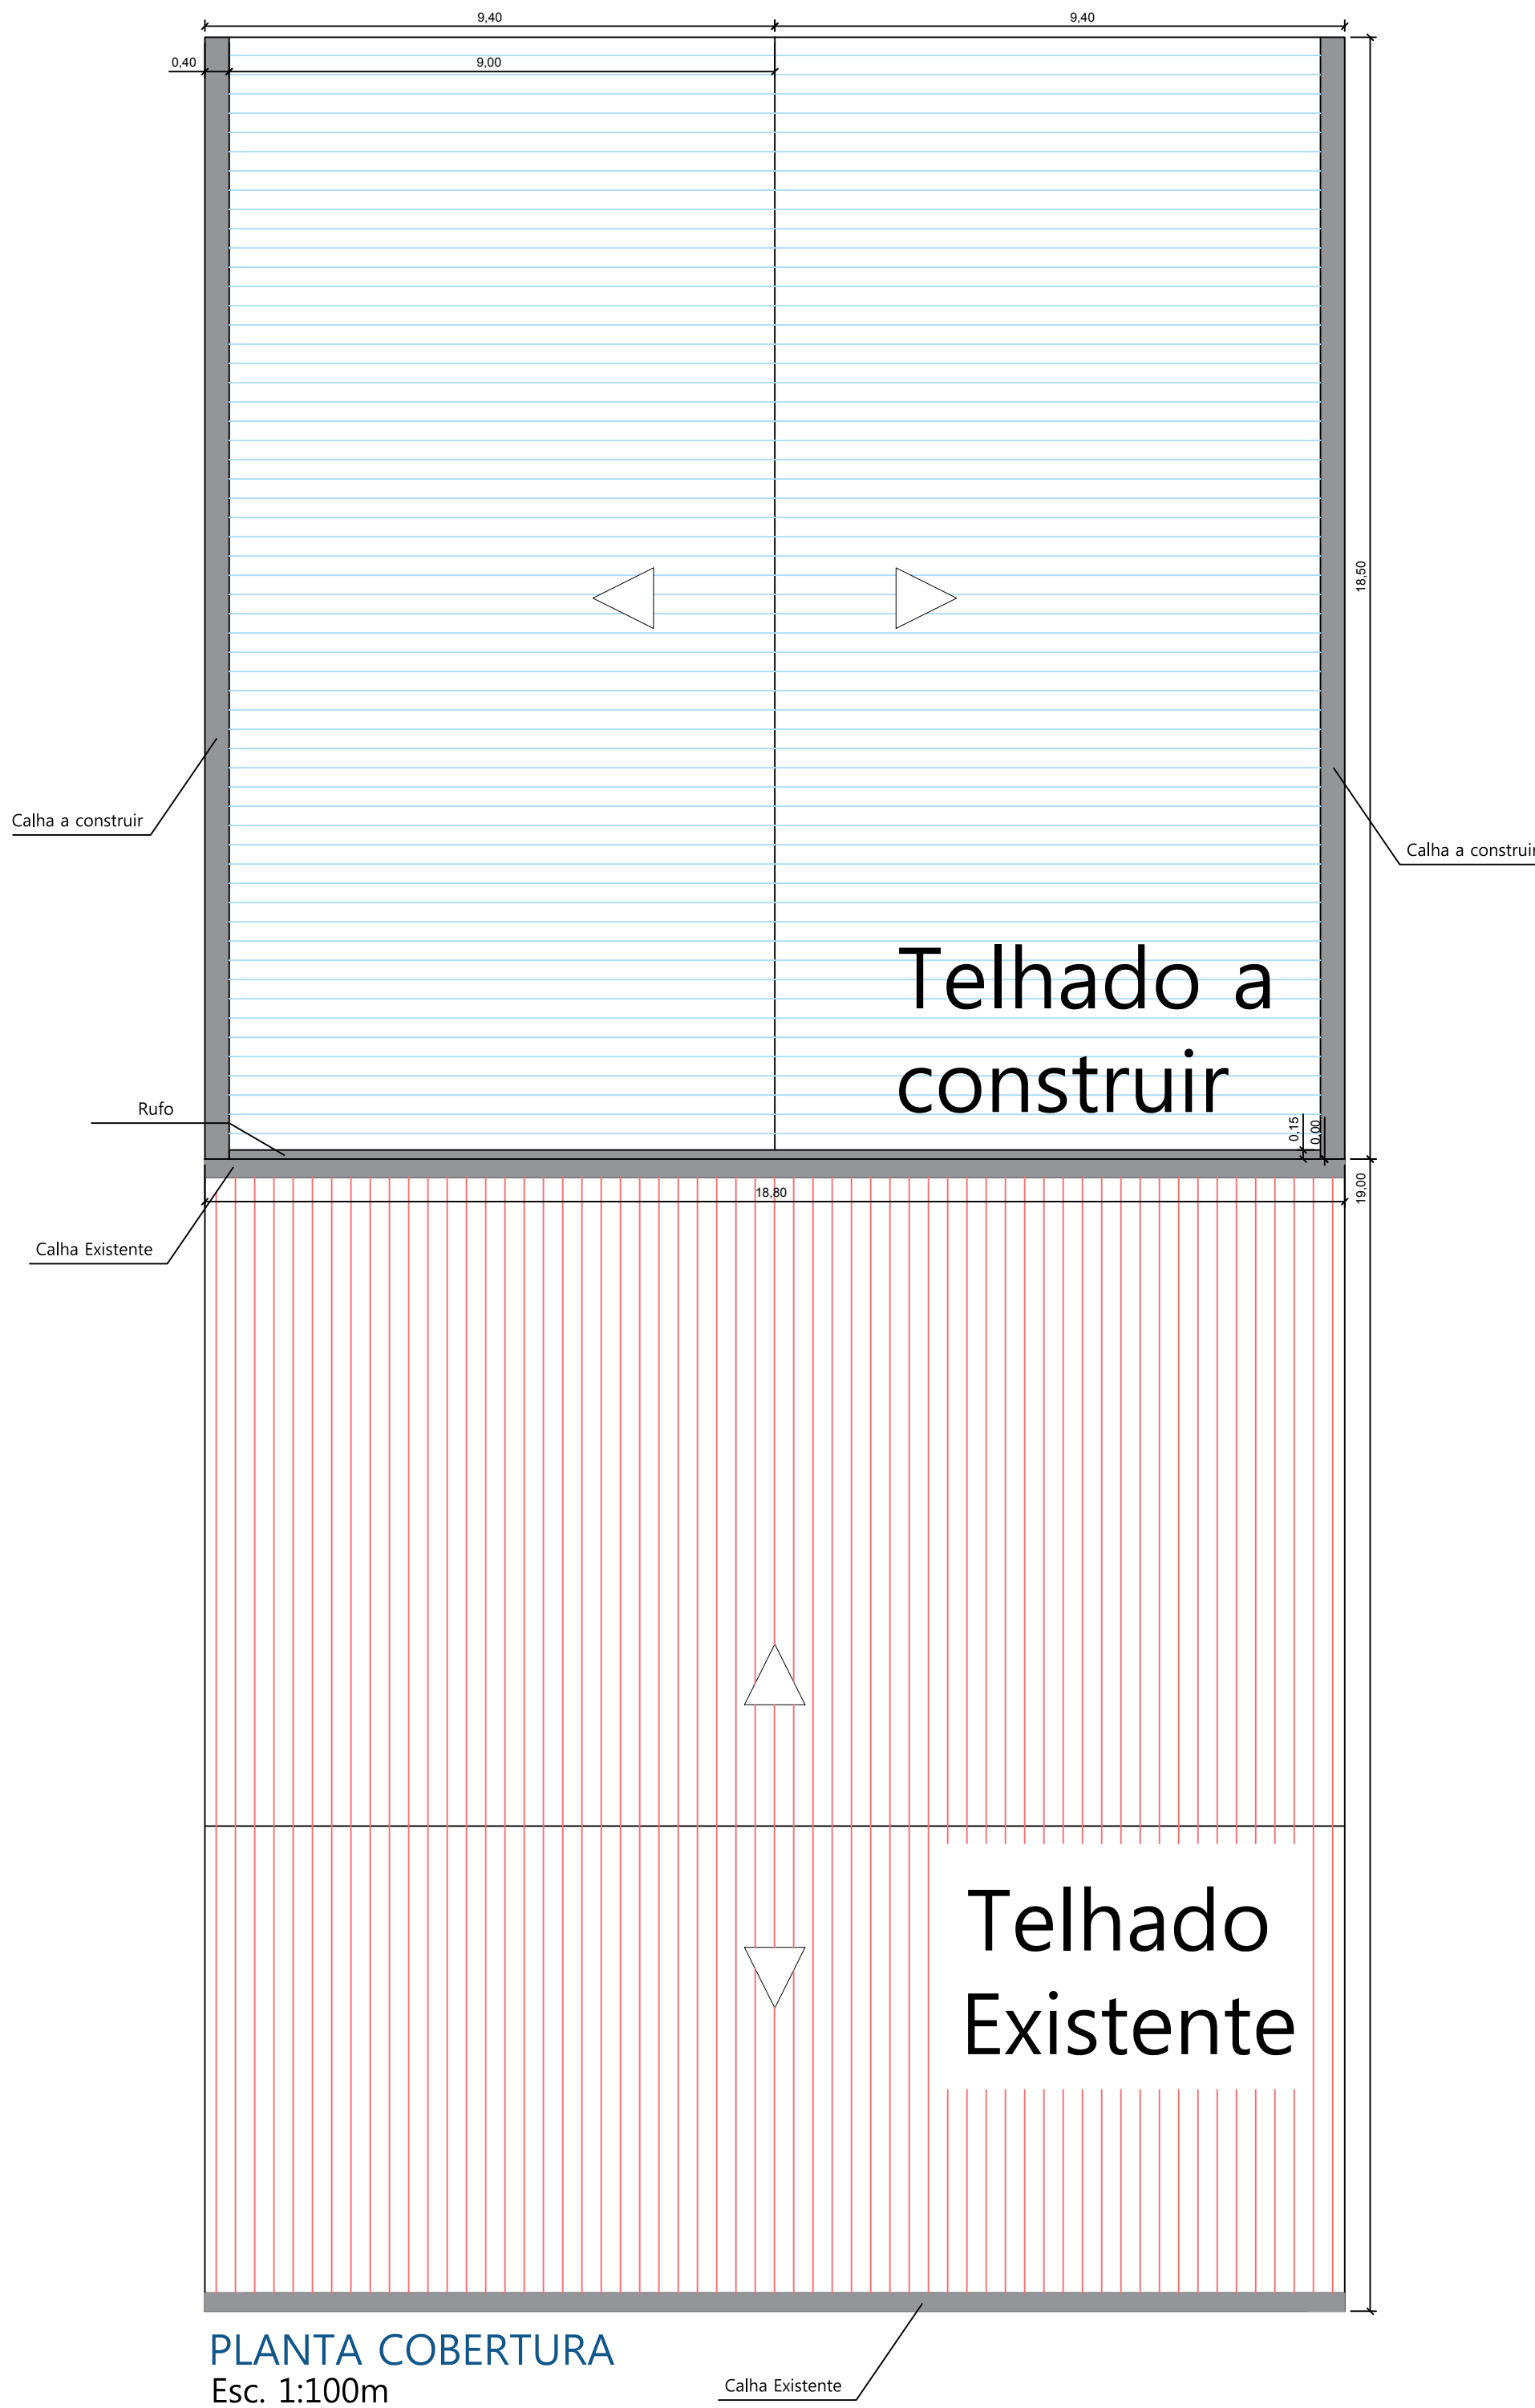 9,40
9,40
0,40
9,00
18,50
Calha a construir
Calha a construir
Telhado a
construir
Rufo
0,15
0,00
18,80
19,00
Calha Existente
Telhado
Existente
PLANTA COBERTURA
Esc. 1:100m
Calha Existente